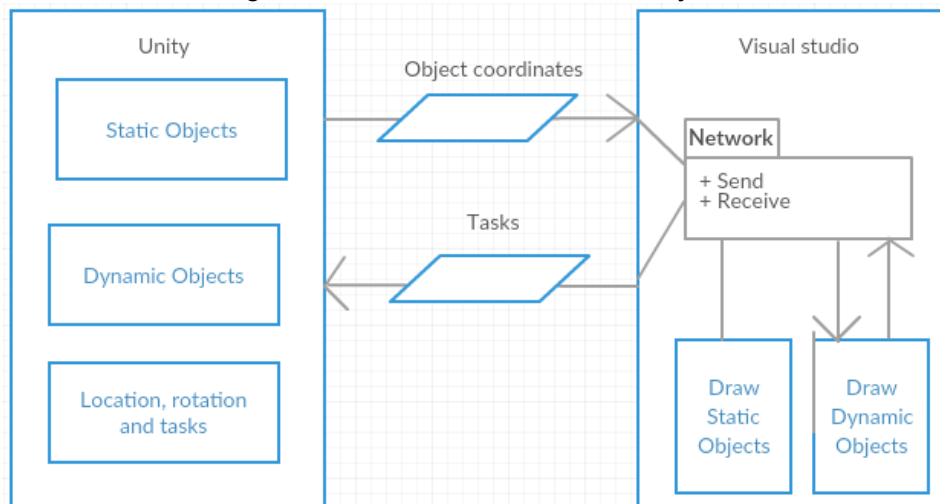 Unity
Static Objects
Dynamic Objects
Location, rotation
and tasks
Object coordinates
Tasks
Visual studio
Network
+ Send
+ Receive
Draw
Static
Objects
Draw
Dynamic
Objects